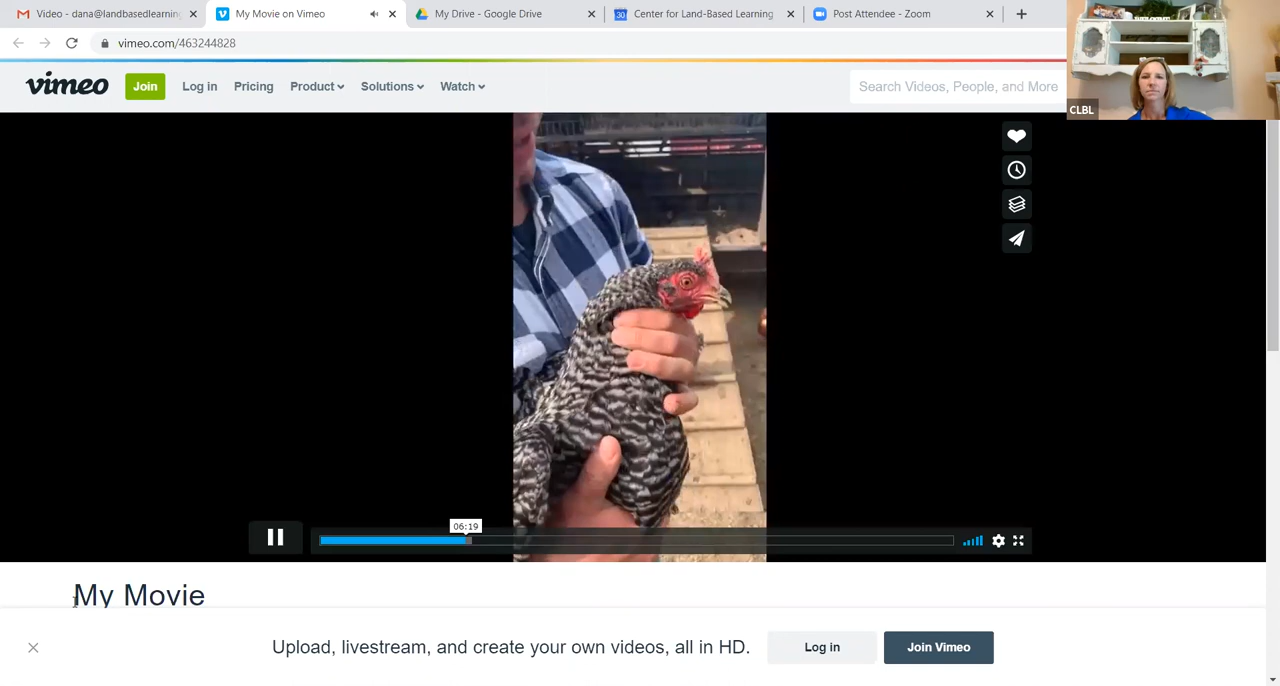 Video - dana@landbasedlearning
My Movie on Vimeo
My Drive - Google Drive
30
Center for Land-Based Learning
Post Attendee - Zoom
vimeo.com/463244828
vimeo
Join
Log in
Pricing
Product
Solutions
Watch
Search Videos, People, and More
CLBL
06:19
My Movie
Upload, livestream, and create your own videos, all in HD.
Log in
Join Vimeo